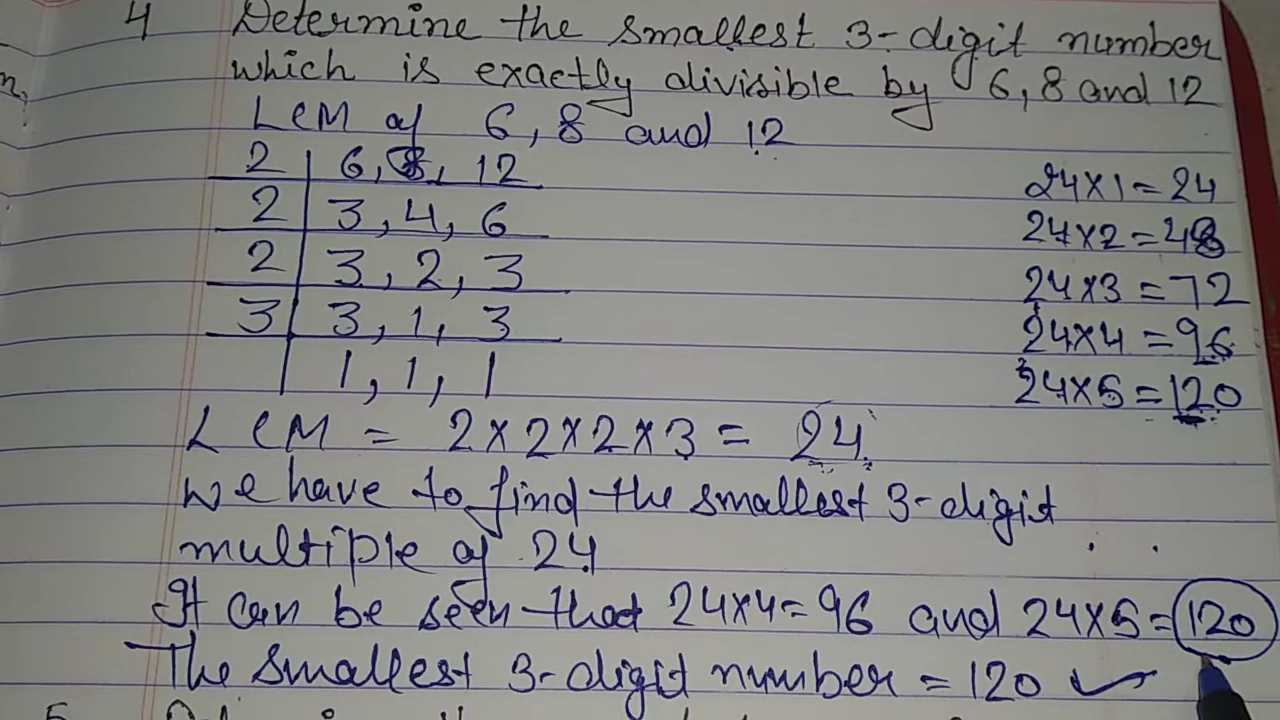 4 Determine the smallest 3-digit number
which is exactly divisible by 6, 8 and 12
LCM of 6, 8 and 12
2 | 6, 8, 12
2 | 3, 4, 6
2 | 3, 2, 3
3 | 3, 1, 3
| 1, 1, 1
24×1=24
24×2=48
24×3=72
24×4=96
24×5=120
LCM = 2×2×2×3 = 24
we have to find the smallest 3-digit
multiple of 24
It can be seen that 24×4=96 and 24×5=120
The smallest 3-digit number = 120
5